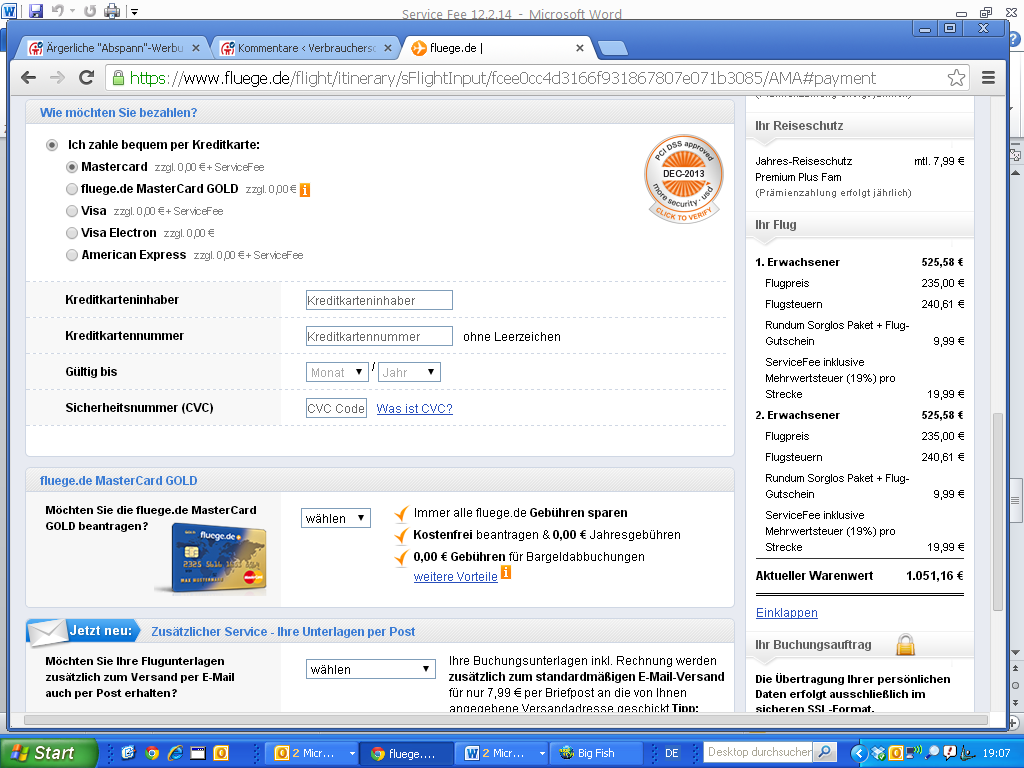 Service Fee 12.2.14 - Microsoft Word
Ärgerliche "Abspann"-Werbu
Kommentare ‹ Verbrauchersc
fluege.de |
https://www.fluege.de/flight/itinerary/sFlightInput/fcee0cc4d3166f931867807e071b3085/AMA#payment
Wie möchten Sie bezahlen?
Ich zahle bequem per Kreditkarte:
Mastercard zzgl. 0,00 € + ServiceFee
fluege.de MasterCard GOLD zzgl. 0,00 €
Visa zzgl. 0,00 € + ServiceFee
Visa Electron zzgl. 0,00 €
American Express zzgl. 0,00 € + ServiceFee
PCI DSS approved
DEC-2013
more security - usd
CLICK TO VERIFY
Kreditkarteninhaber Kreditkarteninhaber
Kreditkartennummer Kreditkartennummer ohne Leerzeichen
Gültig bis Monat / Jahr
Sicherheitsnummer (CVC) CVC Code Was ist CVC?
fluege.de MasterCard GOLD
Möchten Sie die fluege.de MasterCard
GOLD beantragen?
fluege.de
MasterCard
wählen
Immer alle fluege.de Gebühren sparen
Kostenfrei beantragen & 0,00 € Jahresgebühren
0,00 € Gebühren für Bargeldabbuchungen
weitere Vorteile
Jetzt neu: Zusätzlicher Service - Ihre Unterlagen per Post
Möchten Sie Ihre Flugunterlagen
zusätzlich zum Versand per E-Mail
auch per Post erhalten?
wählen
Ihre Buchungsunterlagen inkl. Rechnung werden
zusätzlich zum standardmäßigen E-Mail-Versand
für nur 7,99 € per Briefpost an die von Ihnen
angegebene Versandadresse geschickt Tipp:
(Prämienzahlung erfolgt jährlich)
Ihr Reiseschutz
Jahres-Reiseschutz mtl. 7,99 €
Premium Plus Fam
(Prämienzahlung erfolgt jährlich)
Ihr Flug
1. Erwachsener 525,58 €
Flugpreis 235,00 €
Flugsteuern 240,61 €
Rundum Sorglos Paket + Flug-
Gutschein 9,99 €
ServiceFee inklusive
Mehrwertsteuer (19%) pro
Strecke 19,99 €
2. Erwachsener 525,58 €
Flugpreis 235,00 €
Flugsteuern 240,61 €
Rundum Sorglos Paket + Flug-
Gutschein 9,99 €
ServiceFee inklusive
Mehrwertsteuer (19%) pro
Strecke 19,99 €
Aktueller Warenwert 1.051,16 €
Einklappen
Ihr Buchungsauftrag
Die Übertragung Ihrer persönlichen
Daten erfolgt ausschließlich im
sicheren SSL-Format.
Start
2 Micr...
fluege....
2 Micr...
Big Fish
DE
Desktop durchsuchen
19:07